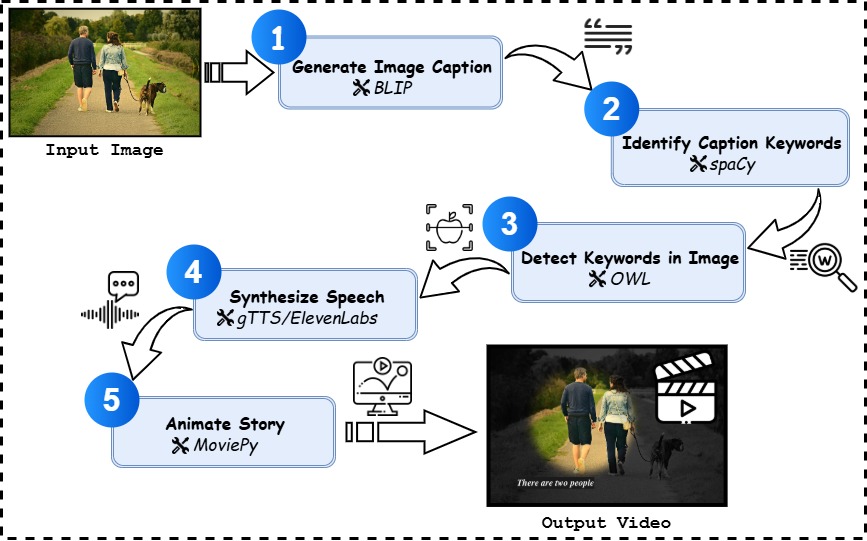 Input Image
1
Generate Image Caption
BLIP
2
Identify Caption Keywords
spaCy
W
3
Detect Keywords in Image
OWL
4
Synthesize Speech
gTTS/ElevenLabs
5
Animate Story
MoviePy
There are two people
Output Video